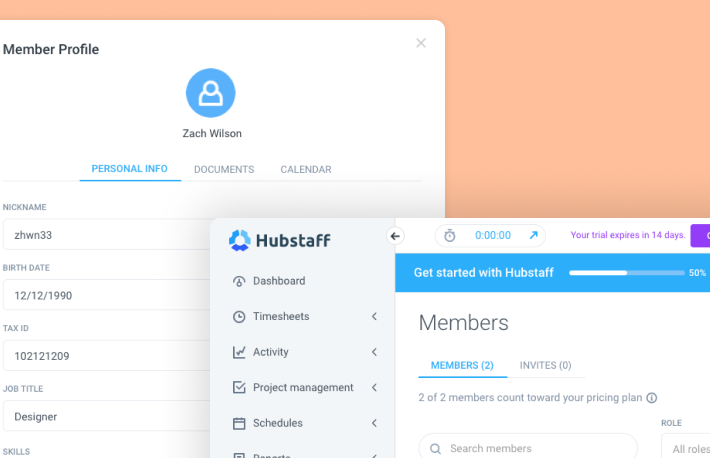 Member Profile
Zach Wilson
PERSONAL INFO
DOCUMENTS
CALENDAR
NICKNAME
zhwn33
BIRTH DATE
12/12/1990
TAX ID
102121209
JOB TITLE
Designer
SKILLS
Hubstaff
Dashboard
Timesheets
Activity
Project management
Schedules
Reports
0:00:00
Your trial expires in 14 days.
Get started with Hubstaff
50%
Members
MEMBERS (2)
INVITES (0)
2 of 2 members count toward your pricing plan
Search members
ROLE
All roles